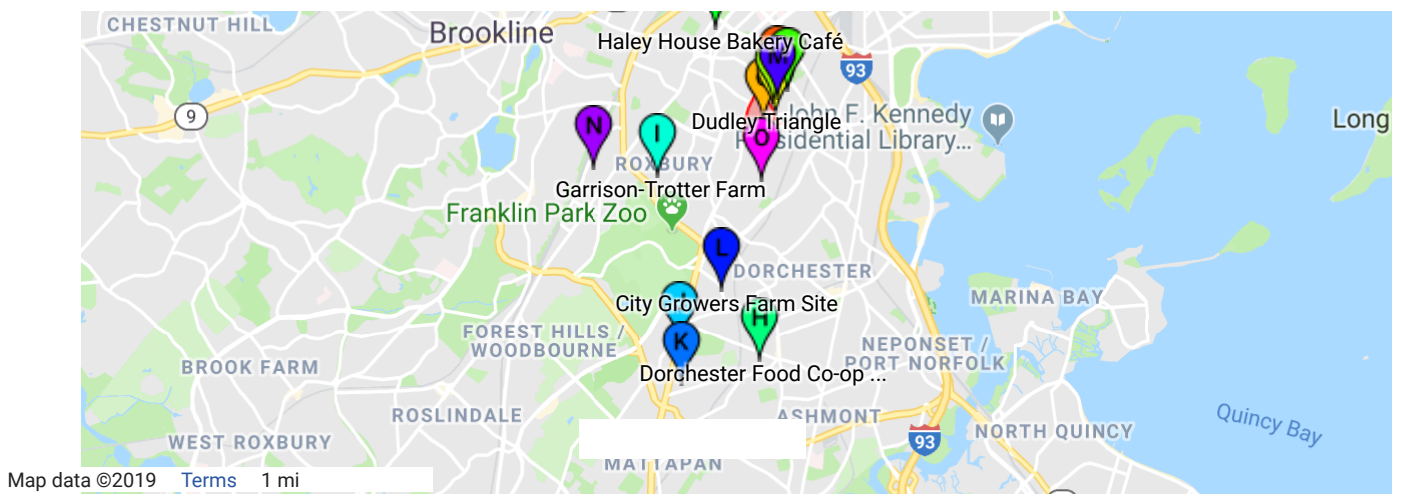 CHESTNUT HILL
Brookline
Haley House Bakery Café
M
93
9
John F. Kennedy
Presidential Library...
Long
Dudley Triangle
N
I
O
ROXBURY
Garrison-Trotter Farm
Franklin Park Zoo
L
DORCHESTER
City Growers Farm Site
MARINA BAY
H
FOREST HILLS /
WOODBOURNE
K
NEPONSET /
PORT NORFOLK
BROOK FARM
Dorchester Food Co-op ...
ROSLINDALE
ASHMONT
Quincy Bay
WEST ROXBURY
93
NORTH QUINCY
MATTAPAN
Map data ©2019 Terms 1 mi